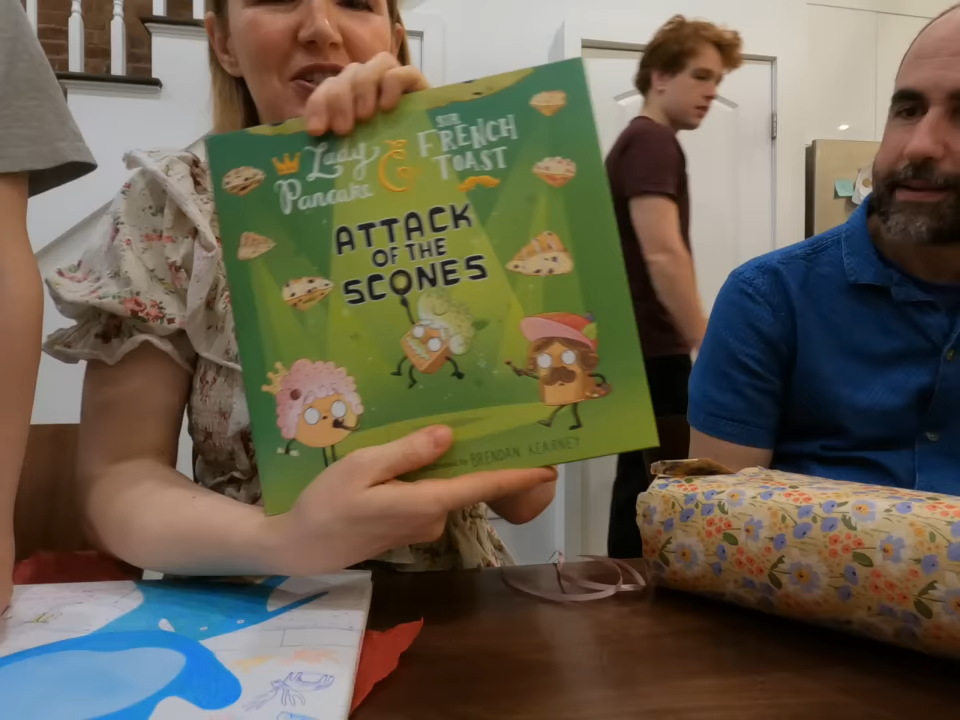 Lady
Pancake
&
SIR
FRENCH
TOAST
ATTACK
OF THE
SCONES
BRENDAN KEARNEY